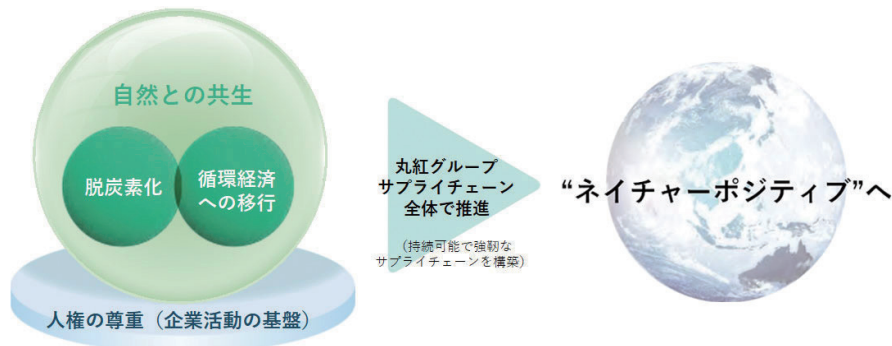 自然との共生
脱炭素化
循環経済
への移行
人権の尊重（企業活動の基盤）
丸紅グループ
サプライチェーン
全体で推進
（持続可能で強靭な
サプライチェーンを構築）
“ネイチャーポジティブ”へ